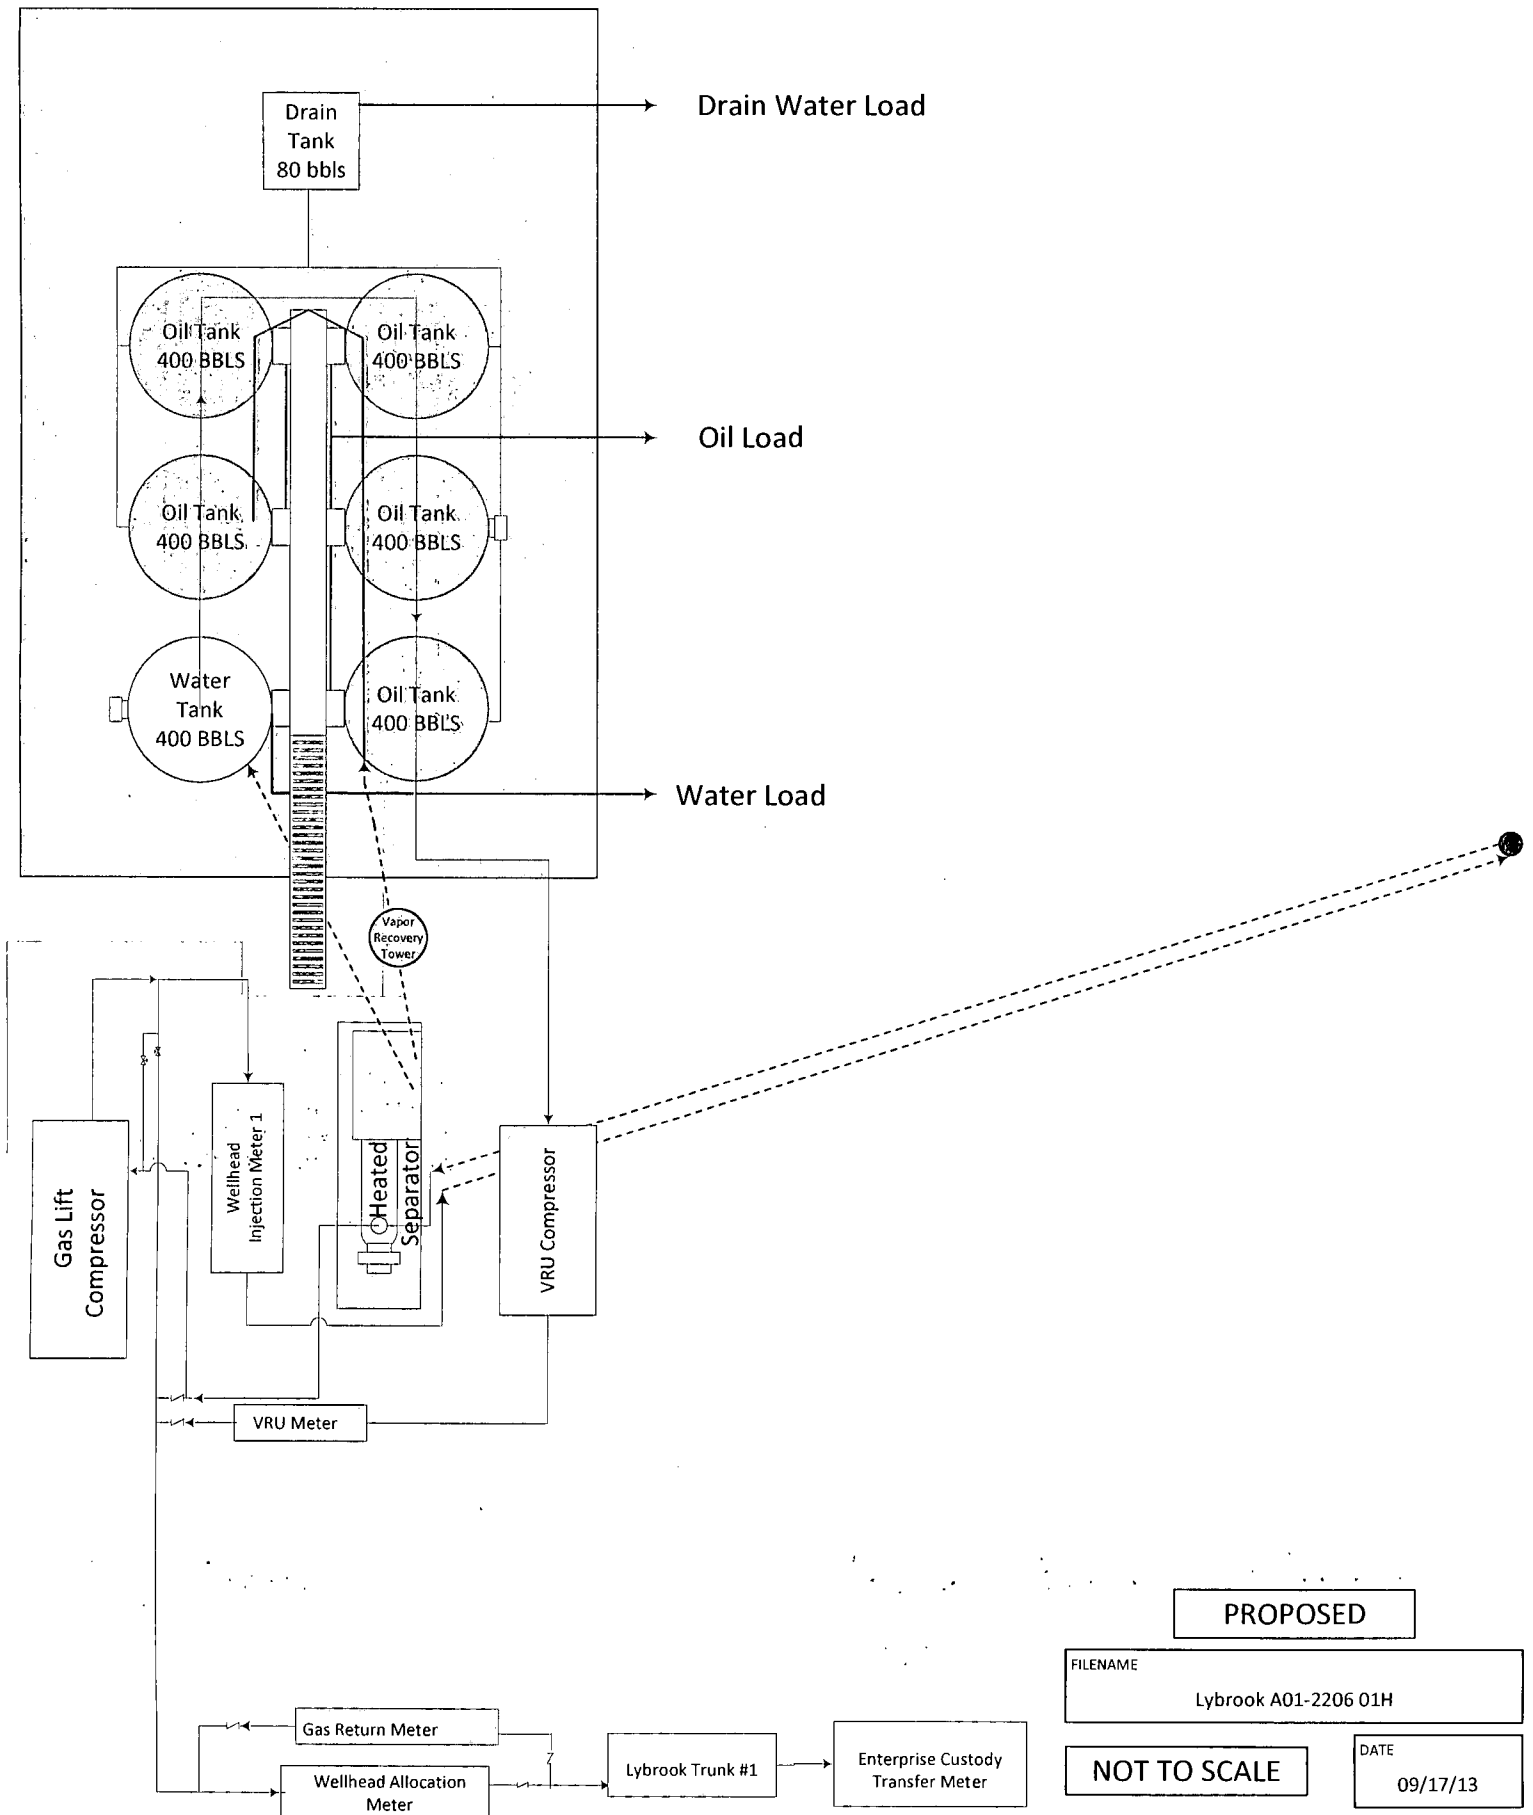 Drain
Tank
80 bbls
Drain Water Load
Oil Tank
400 BBLS
Oil Tank
400 BBLS
Oil Load
Oil Tank
400 BBLS
Oil Tank
400 BBLS
Water
Tank
400 BBLS
Oil Tank
400 BBLS
Water Load
Vapor
Recovery
Tower
Gas Lift
Compressor
Wellhead
Injection Meter 1
Heated
Separator
VRU Compressor
VRU Meter
Gas Return Meter
Wellhead Allocation
Meter
Lybrook Trunk #1
Enterprise Custody
Transfer Meter
PROPOSED
FILENAME
Lybrook A01-2206 01H
NOT TO SCALE
DATE
09/17/13